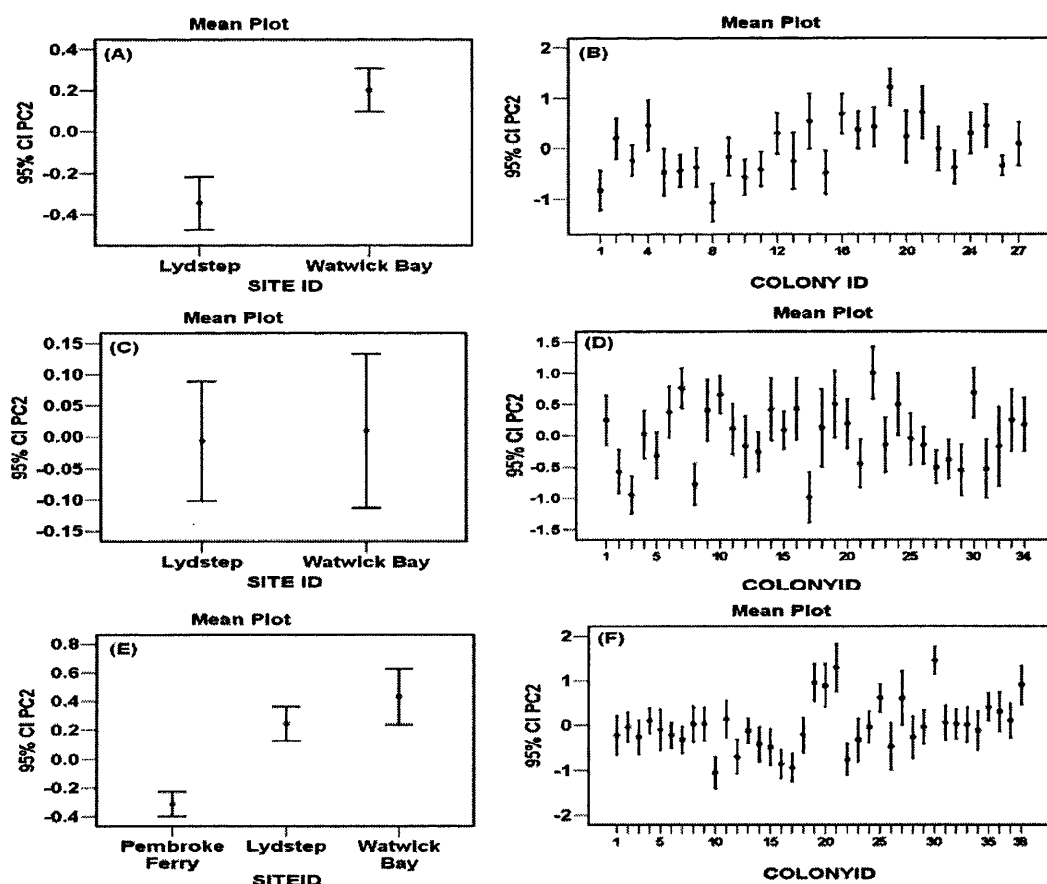 Mean Plot
(A)
95% CI PC2
0.4
0.2
0.0
-0.2
-0.4
Lydstep Watwick Bay
SITE ID
Mean Plot
(B)
95% CI PC2
2
1
0
-1
1 4 8 12 16 20 24 27
COLONY ID
Mean Plot
(C)
95% CI PC2
0.15
0.10
0.05
0.00
-0.05
-0.10
-0.15
Lydstep Watwick Bay
SITE ID
Mean Plot
(D)
95% CI PC2
1.5
1.0
0.5
0.0
-0.5
-1.0
-1.5
1 5 10 15 20 25 30 34
COLONYID
Mean Plot
(E)
95% CI PC2
0.8
0.6
0.4
0.2
0.0
-0.2
-0.4
Pembroke Ferry Lydstep Watwick Bay
SITEID
Mean Plot
(F)
95% CI PC2
2
1
0
-1
-2
1 5 10 15 20 25 30 35 38
COLONYID